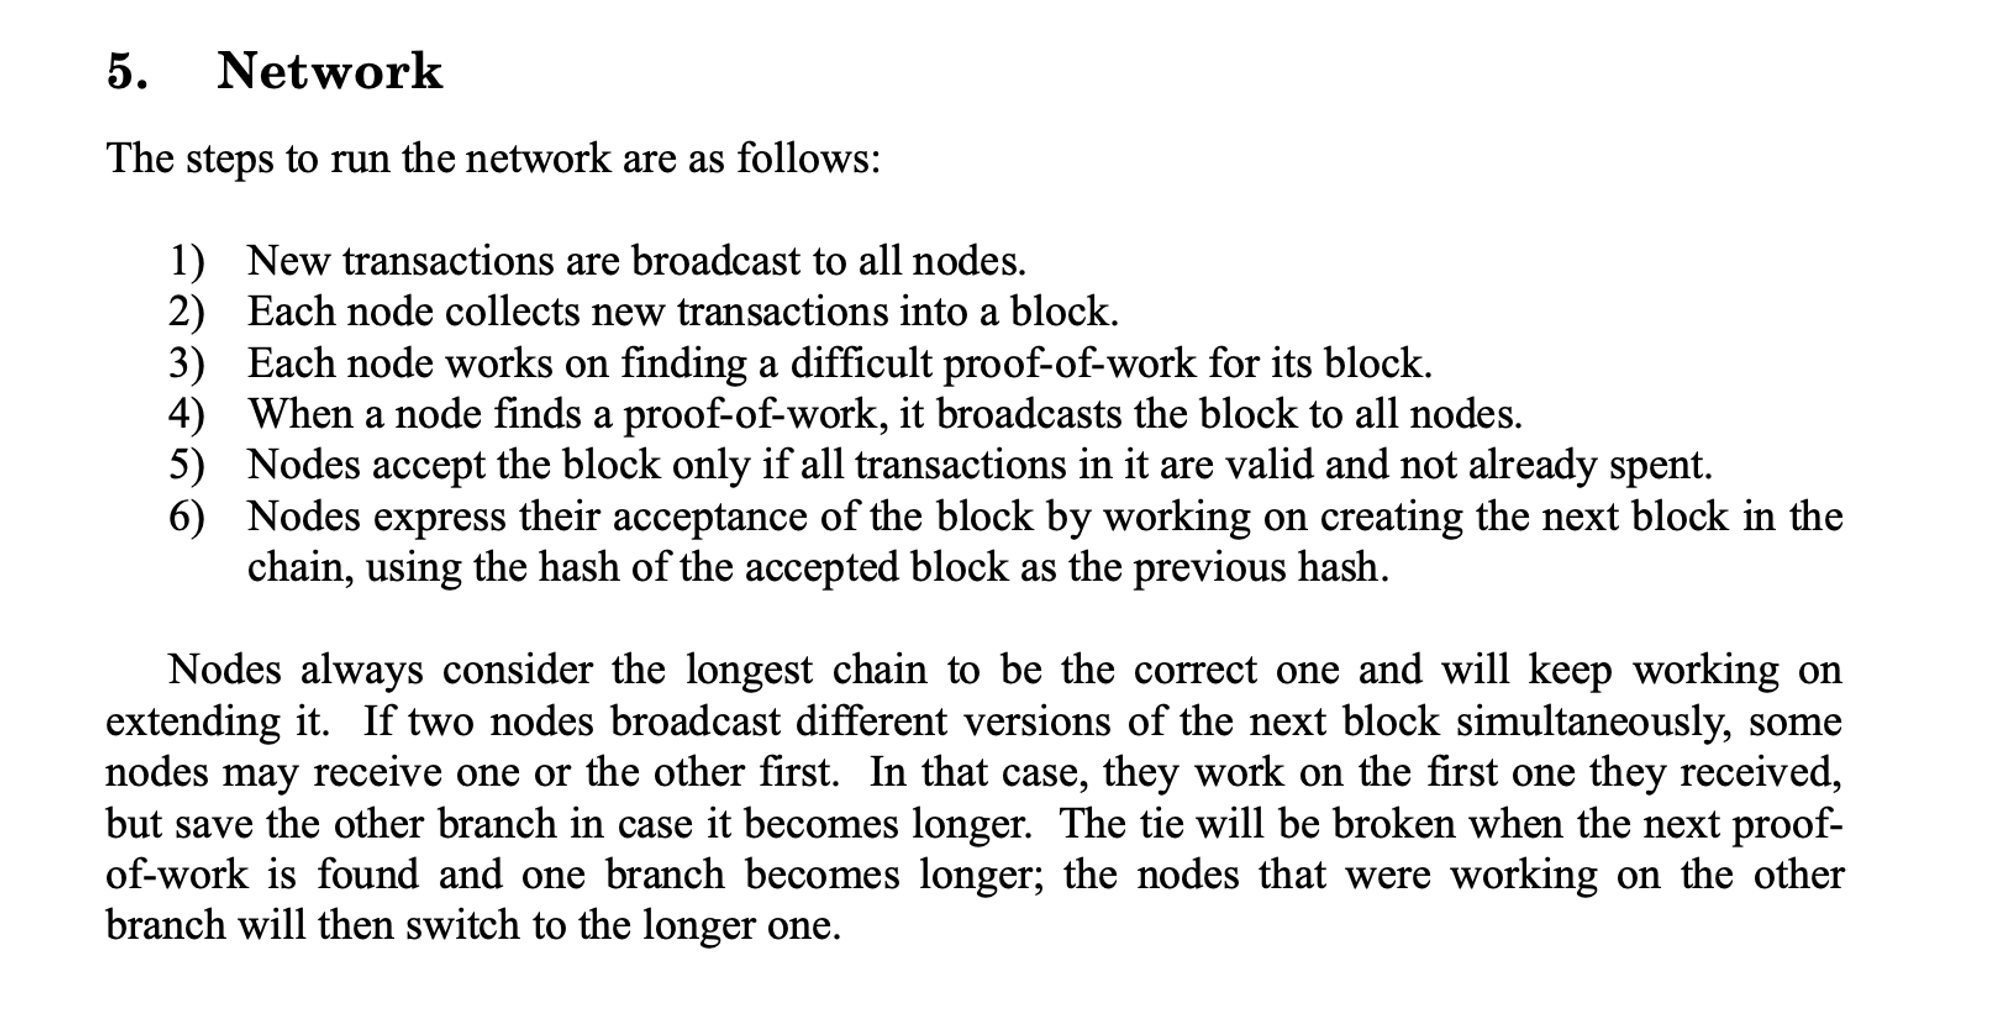 5. Network
The steps to run the network are as follows:
1) New transactions are broadcast to all nodes.
2) Each node collects new transactions into a block.
3) Each node works on finding a difficult proof-of-work for its block.
4) When a node finds a proof-of-work, it broadcasts the block to all nodes.
5) Nodes accept the block only if all transactions in it are valid and not already spent.
6) Nodes express their acceptance of the block by working on creating the next block in the
chain, using the hash of the accepted block as the previous hash.
Nodes always consider the longest chain to be the correct one and will keep working on
extending it. If two nodes broadcast different versions of the next block simultaneously, some
nodes may receive one or the other first. In that case, they work on the first one they received,
but save the other branch in case it becomes longer. The tie will be broken when the next proof-
of-work is found and one branch becomes longer; the nodes that were working on the other
branch will then switch to the longer one.